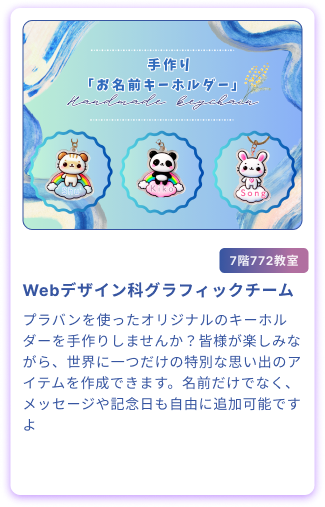 手作り
「お名前キーホルダー」
Handmade keychain
Song
7階772教室
Webデザイン科グラフィックチーム
プラバンを使ったオリジナルのキーホル
ダーを手作りしませんか？皆様が楽しみな
がら、世界に一つだけの特別な思い出のア
イテムを作成できます。名前だけでなく、
メッセージや記念日も自由に追加可能です
よ